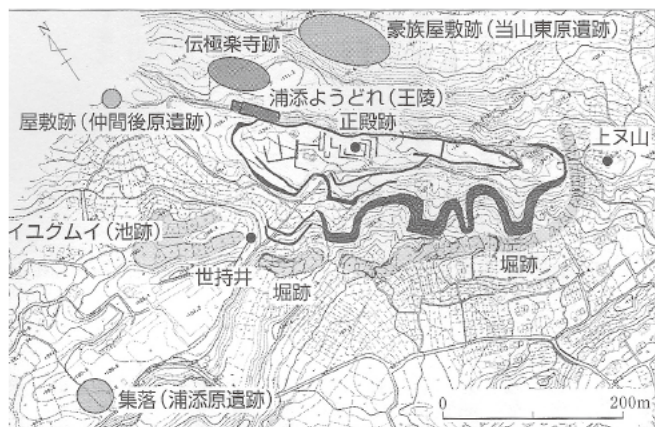 豪族屋敷跡(当山東原遺跡)
伝極楽寺跡
浦添ようどれ(王陵)
屋敷跡(仲間後原遺跡)
正殿跡
上ヌ山
イユグムイ(池跡)
世持井
堀跡
堀跡
集落(浦添原遺跡)
0 200m